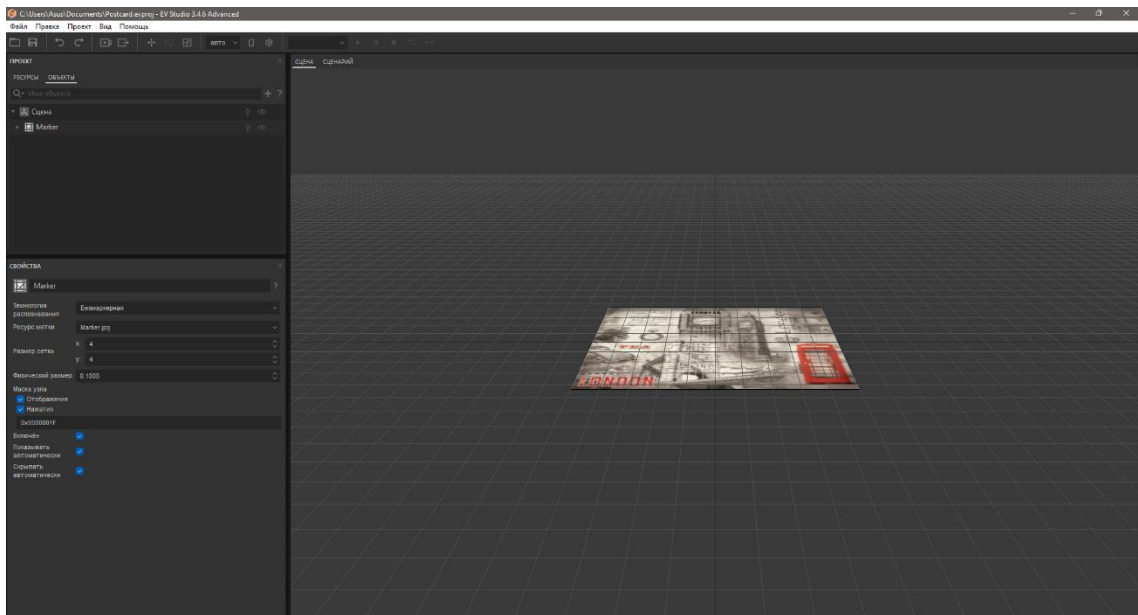 C:\Users\Asus\Documents\Postcard.evproj - EV Studio 3.4.6 Advanced
Файл Правка Проект Вид Помощь
авто
ПРОЕКТ
РЕСУРСЫ ОБЪЕКТЫ
Имя объекта
Сцена
Marker
СЦЕНА СЦЕНАРИЙ
СВОЙСТВА
Marker
Технология распознавания
Безмаркерная
Ресурс метки Marker.jpg
Размер сетки
x: 4
y: 4
Физический размер 0.1000
Маска узла
Отображение
Нажатия
0x0000001F
Включён
Показывать автоматически
Скрывать автоматически
TEA
LONDON